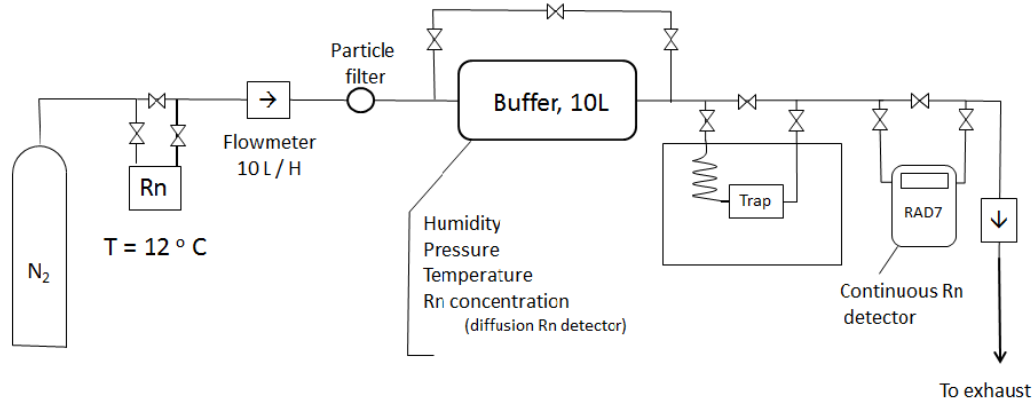 Particle
filter
Buffer, 10L
Flowmeter
10 L / H
Rn
T = 12 ° C
N2
Humidity
Pressure
Temperature
Rn concentration
(diffusion Rn detector)
Trap
RAD7
Continuous Rn
detector
To exhaust